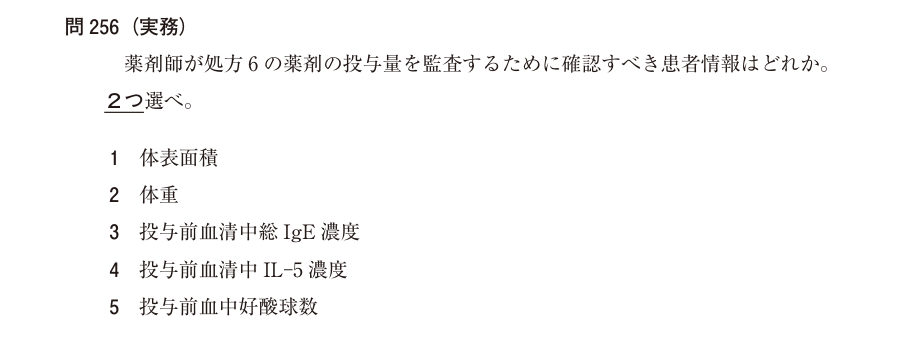 問 256（実務）
薬剤師が処方 6 の薬剤の投与量を監査するために確認すべき患者情報はどれか。
２つ選べ。
1 体表面積
2 体重
3 投与前血清中総 IgE 濃度
4 投与前血清中 IL-5 濃度
5 投与前血中好酸球数